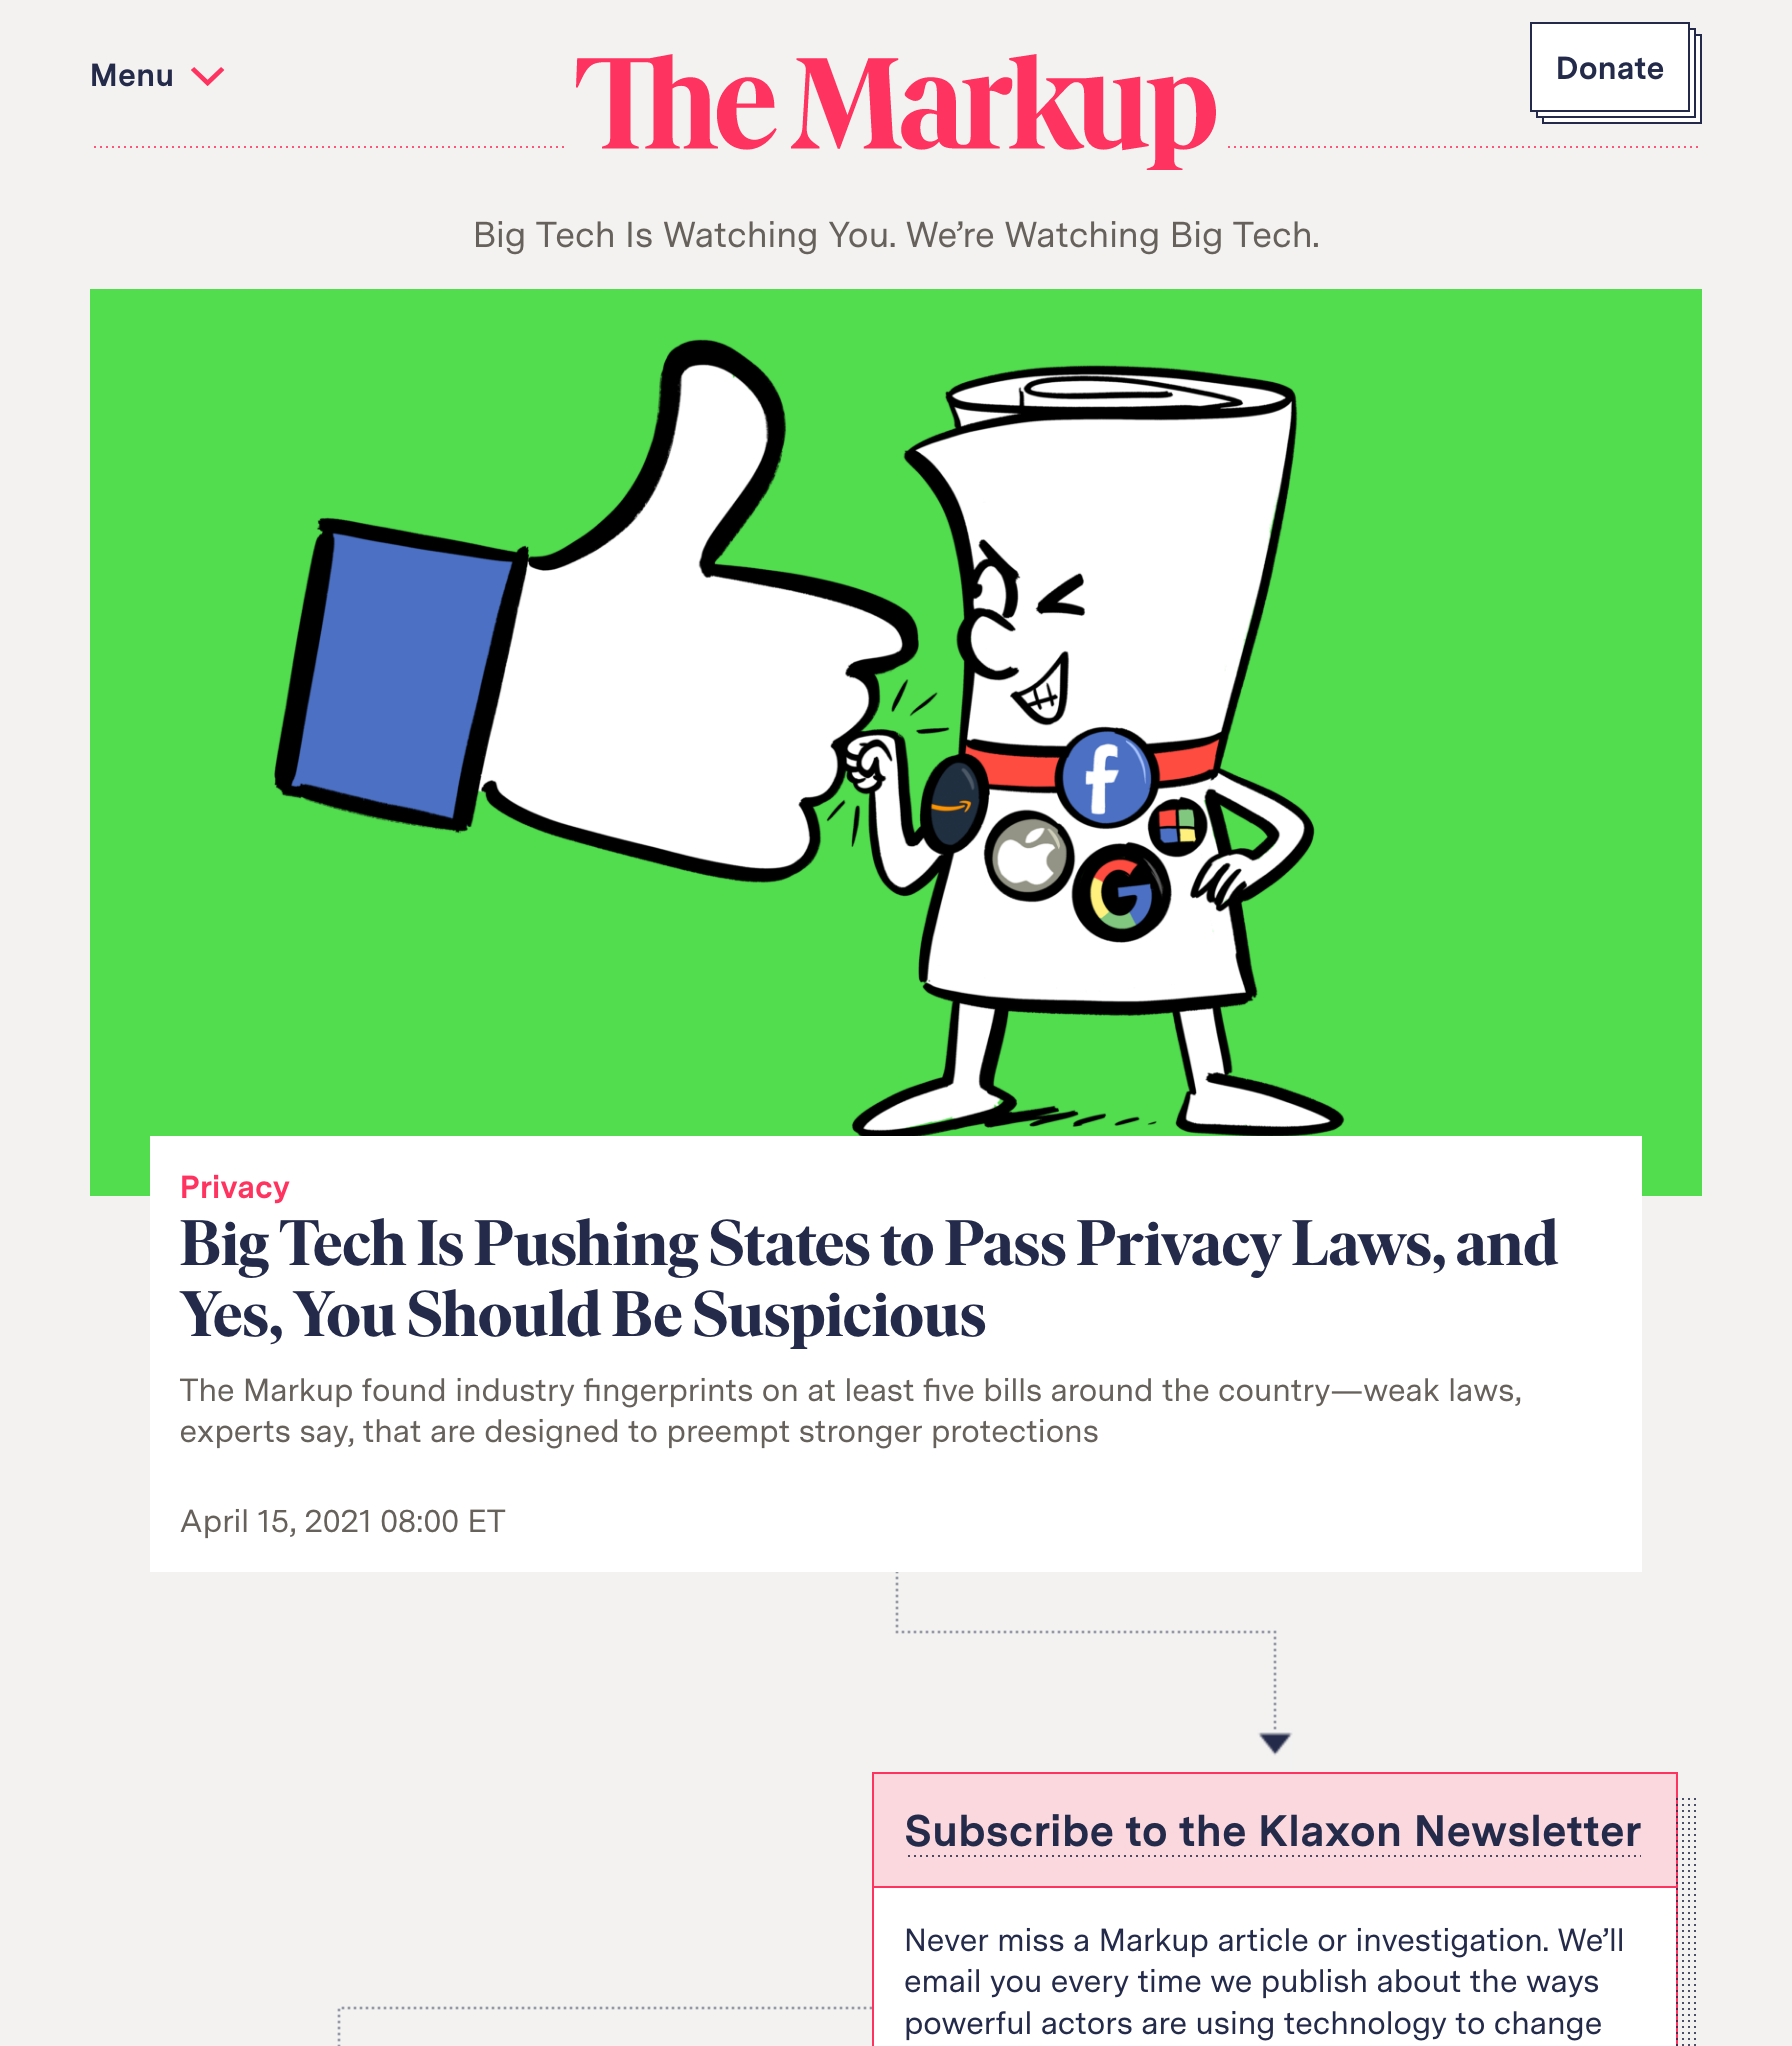 Menu
The Markup
Donate
Big Tech Is Watching You. We’re Watching Big Tech.
Privacy
Big Tech Is Pushing States to Pass Privacy Laws, and
Yes, You Should Be Suspicious
The Markup found industry fingerprints on at least five bills around the country—weak laws,
experts say, that are designed to preempt stronger protections
April 15, 2021 08:00 ET
Subscribe to the Klaxon Newsletter
Never miss a Markup article or investigation. We’ll
email you every time we publish about the ways
powerful actors are using technology to change